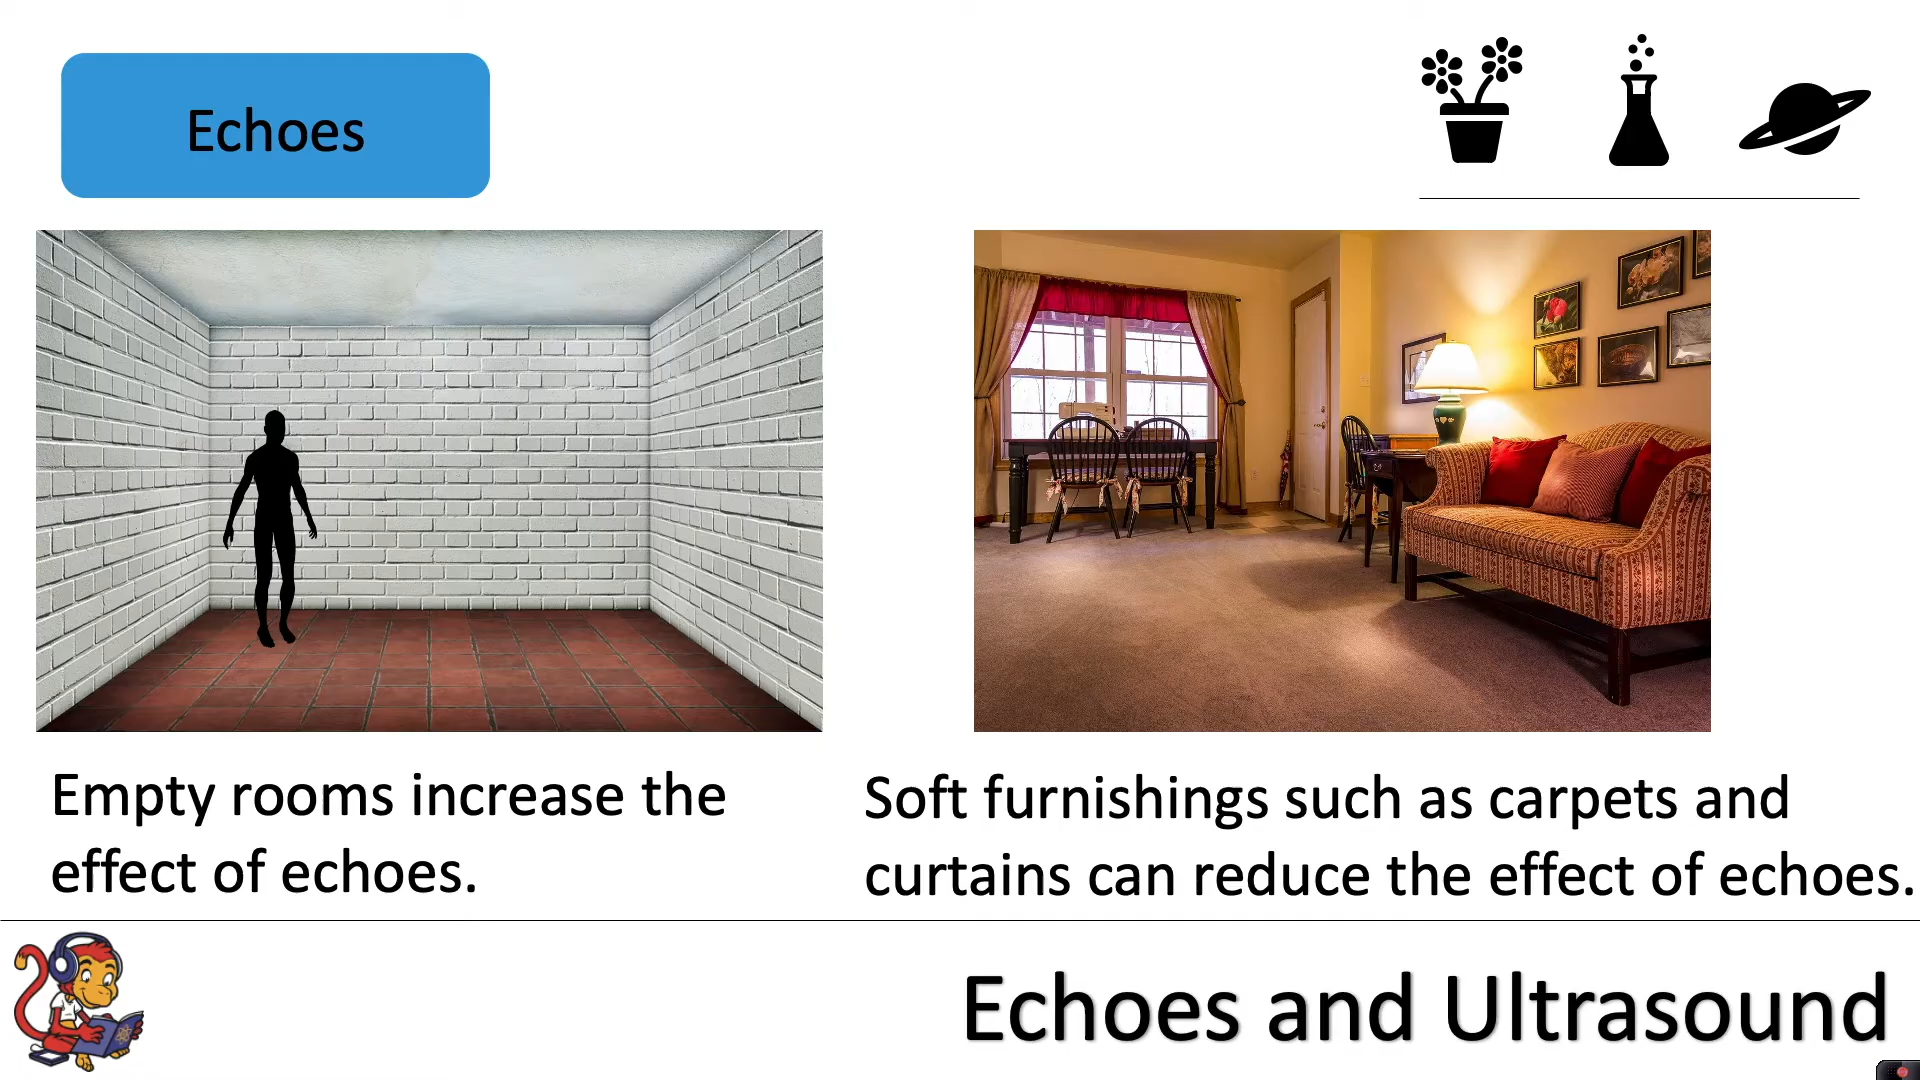 Echoes
Empty rooms increase the
effect of echoes.
Soft furnishings such as carpets and
curtains can reduce the effect of echoes.
Echoes and Ultrasound